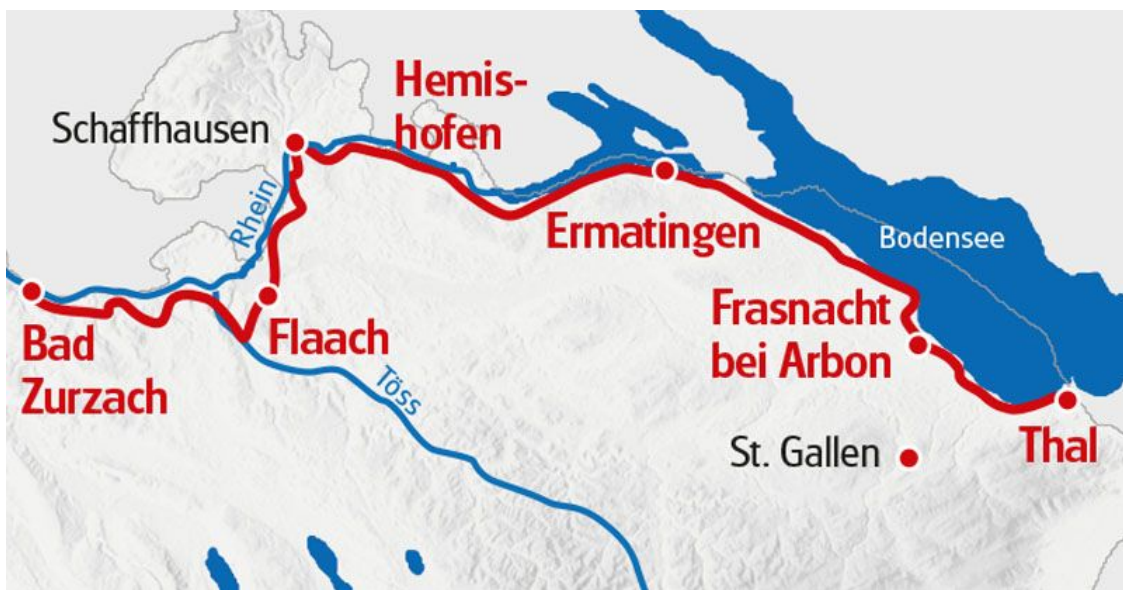 Hemis-
hofen
Schaffhausen
Rhein
Ermatingen
Bodensee
Frasnacht
bei Arbon
Bad
Zurzach
Flaach
Töss
St. Gallen
Thal